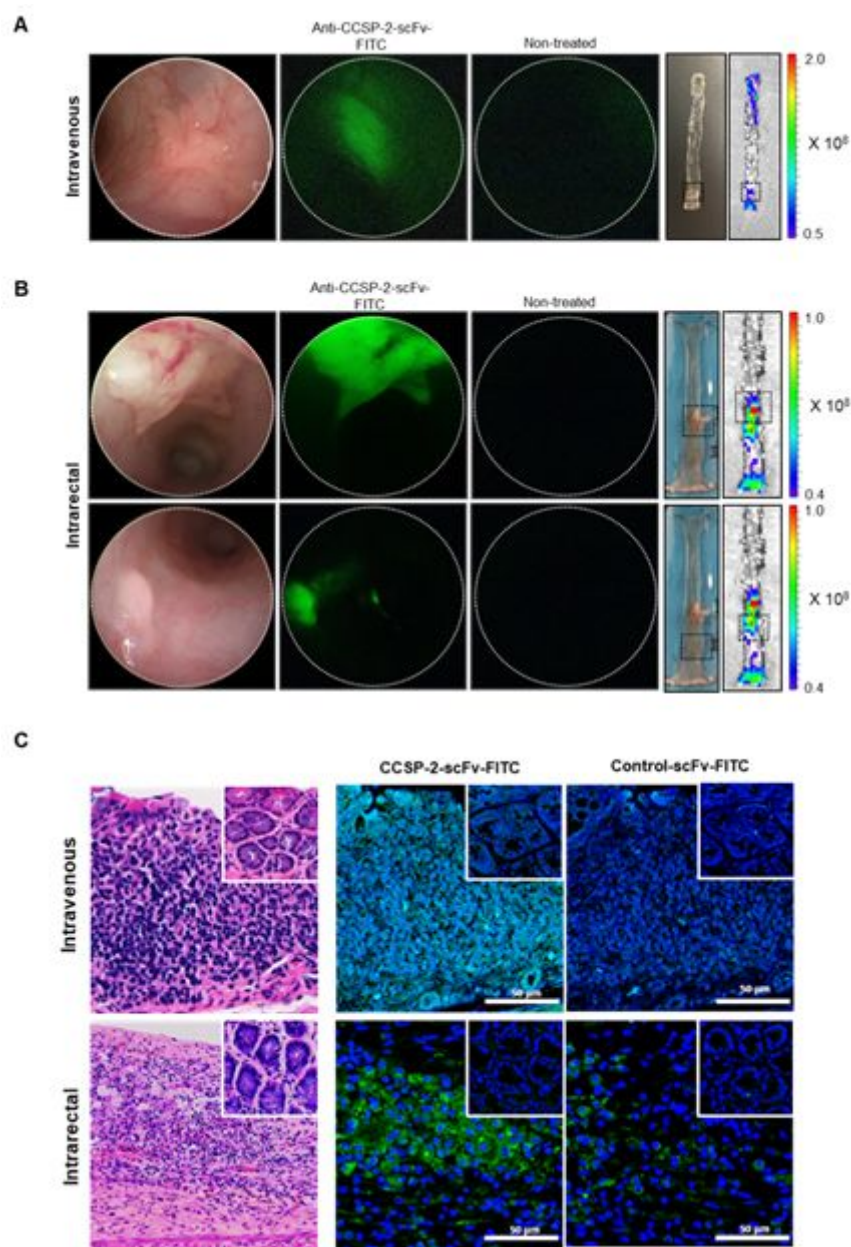 A
Anti-CCSP-2-scFv-
FITC
Non-treated
Intravenous
2.0
X 10⁸
0.5
B
Anti-CCSP-2-scFv-
FITC
Non-treated
Intrarectal
1.0
X 10⁸
0.4
1.0
X 10⁸
0.4
C
CCSP-2-scFv-FITC
Control-scFv-FITC
Intravenous
50 µm
50 µm
Intrarectal
50 µm
50 µm